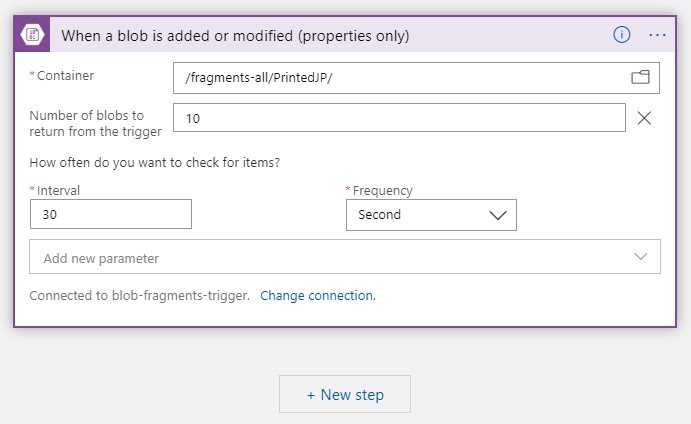 When a blob is added or modified (properties only)
* Container
/fragments-all/PrintedJP/
Number of blobs to
return from the trigger
10
How often do you want to check for items?
* Interval
* Frequency
30
Second
Add new parameter
Connected to blob-fragments-trigger. Change connection.
+ New step